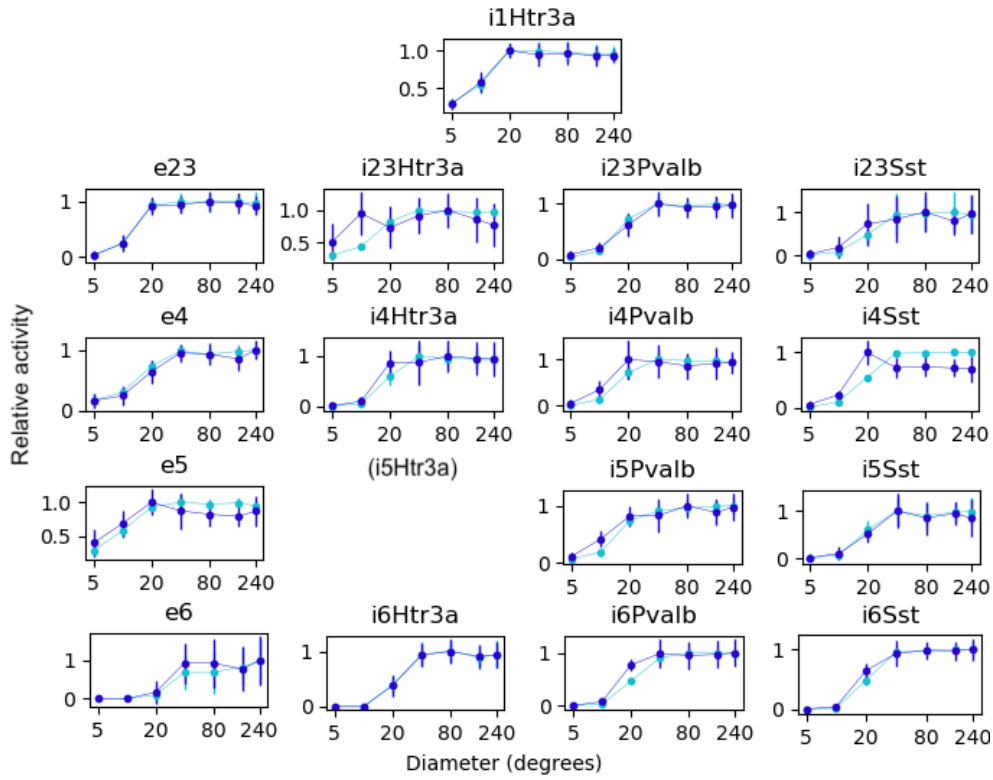 i1Htr3a
1.0
0.5
5 20 80 240
e23 i23Htr3a i23Pvalb i23Sst
1 1.0 1 1
0 0.5 0 0
5 20 80 240 5 20 80 240 5 20 80 240 5 20 80 240
Relative activity
e4 i4Htr3a i4Pvalb i4Sst
1 1 1 1
0 0 0 0
5 20 80 240 5 20 80 240 5 20 80 240 5 20 80 240
e5 (i5Htr3a) i5Pvalb i5Sst
1.0 1 1
0.5 0 0
5 20 80 240 5 20 80 240 5 20 80 240
e6 i6Htr3a i6Pvalb i6Sst
1 1 1 1
0 0 0 0
5 20 80 240 5 20 80 240 5 20 80 240 5 20 80 240
Diameter (degrees)